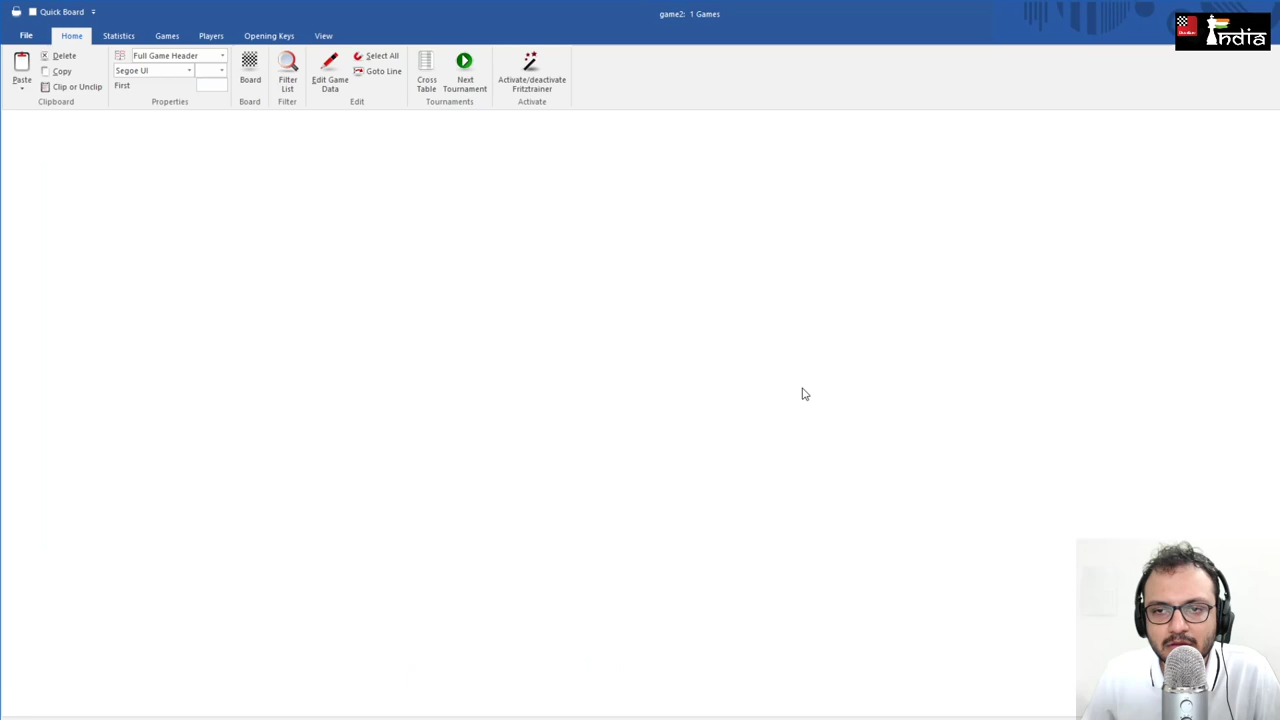 Quick Board
game2: 1 Games
India
File Home Statistics Games Players Opening Keys View
Paste
Delete
Copy
Clip or Unclip
Clipboard
Full Game Header
Segoe UI
First
Properties
Board
Board
Filter List
Filter
Edit Game Data
Select All
Goto Line
Edit
Cross Table
Next Tournament
Tournaments
Activate/deactivate Fritztrainer
Activate